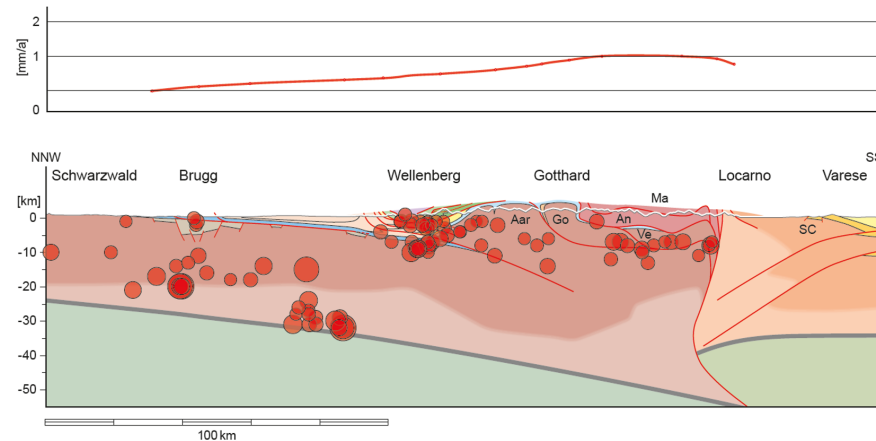 2
[mm/a]
1
0
NNW
SS
Schwarzwald Brugg Wellenberg Gotthard Locarno Varese
Ma
[km]
0
Aar Go An
SC
Ve
-10
-20
-30
-40
-50
100 km